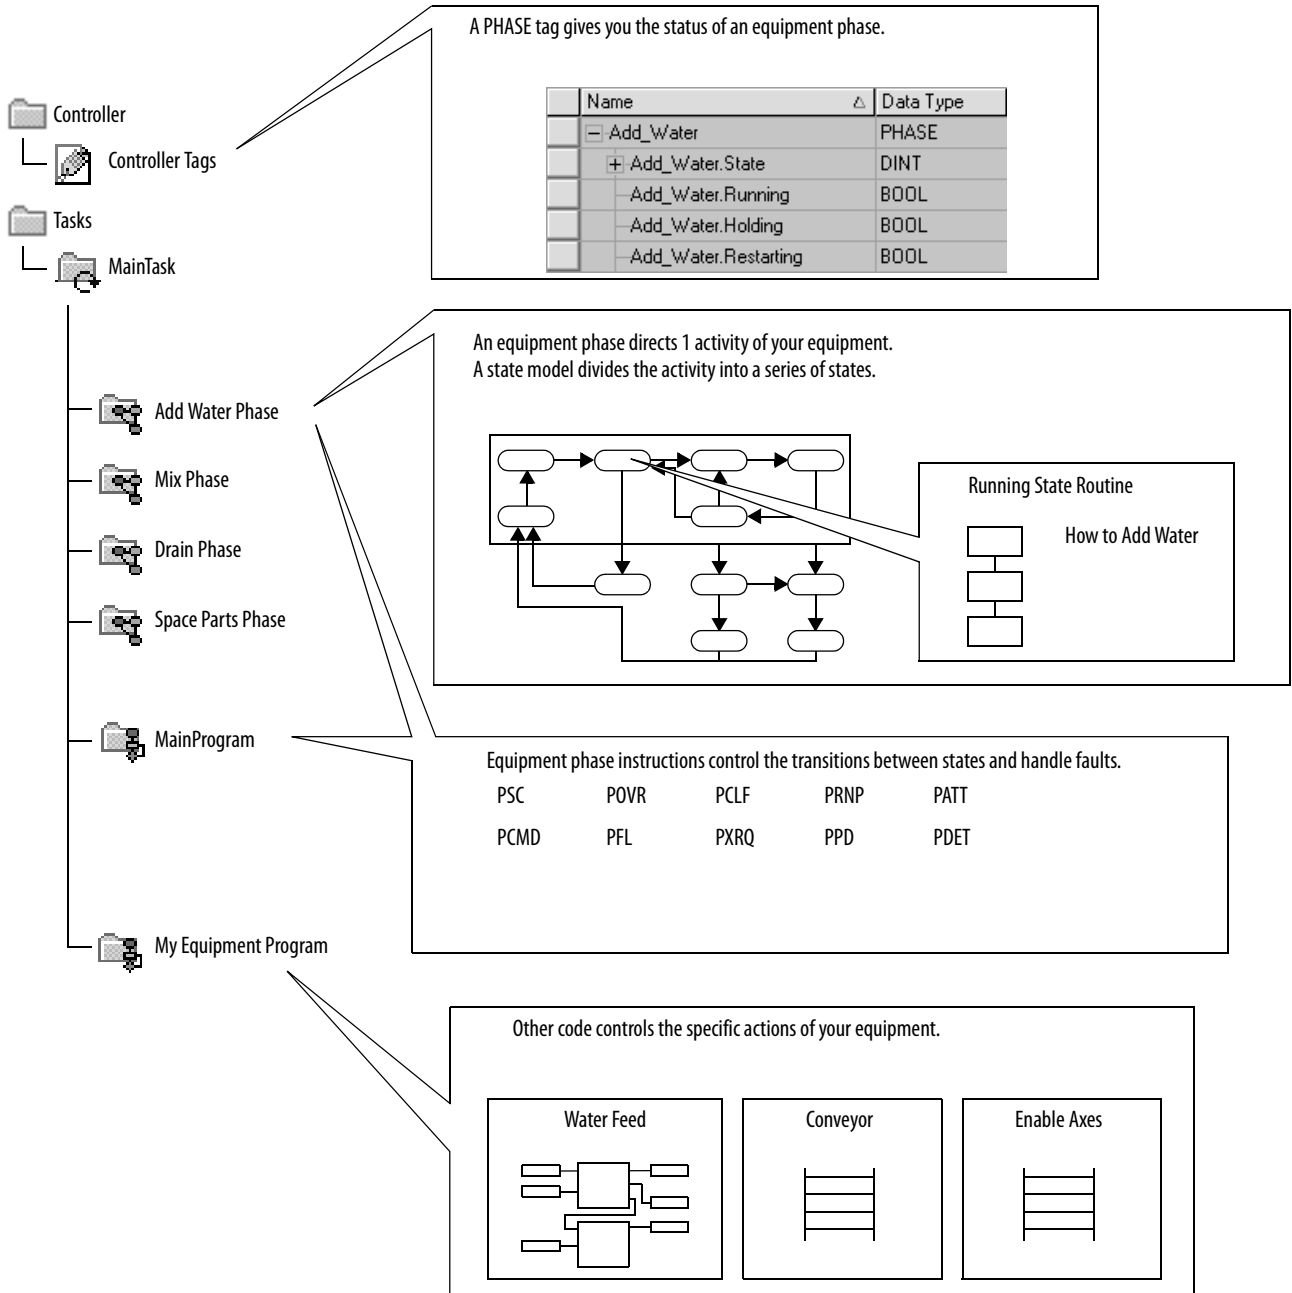 A PHASE tag gives you the status of an equipment phase.
Name Data Type
Add_Water PHASE
Add_Water.State DINT
Add_Water.Running BOOL
Add_Water.Holding BOOL
Add_Water.Restarting BOOL
Controller
Controller Tags
Tasks
MainTask
An equipment phase directs 1 activity of your equipment.
A state model divides the activity into a series of states.
Add Water Phase
Mix Phase
Drain Phase
Space Parts Phase
Running State Routine
How to Add Water
MainProgram
Equipment phase instructions control the transitions between states and handle faults.
PSC POVR PCLF PRNP PATT
PCMD PFL PXRQ PPD PDET
My Equipment Program
Other code controls the specific actions of your equipment.
Water Feed
Conveyor
Enable Axes